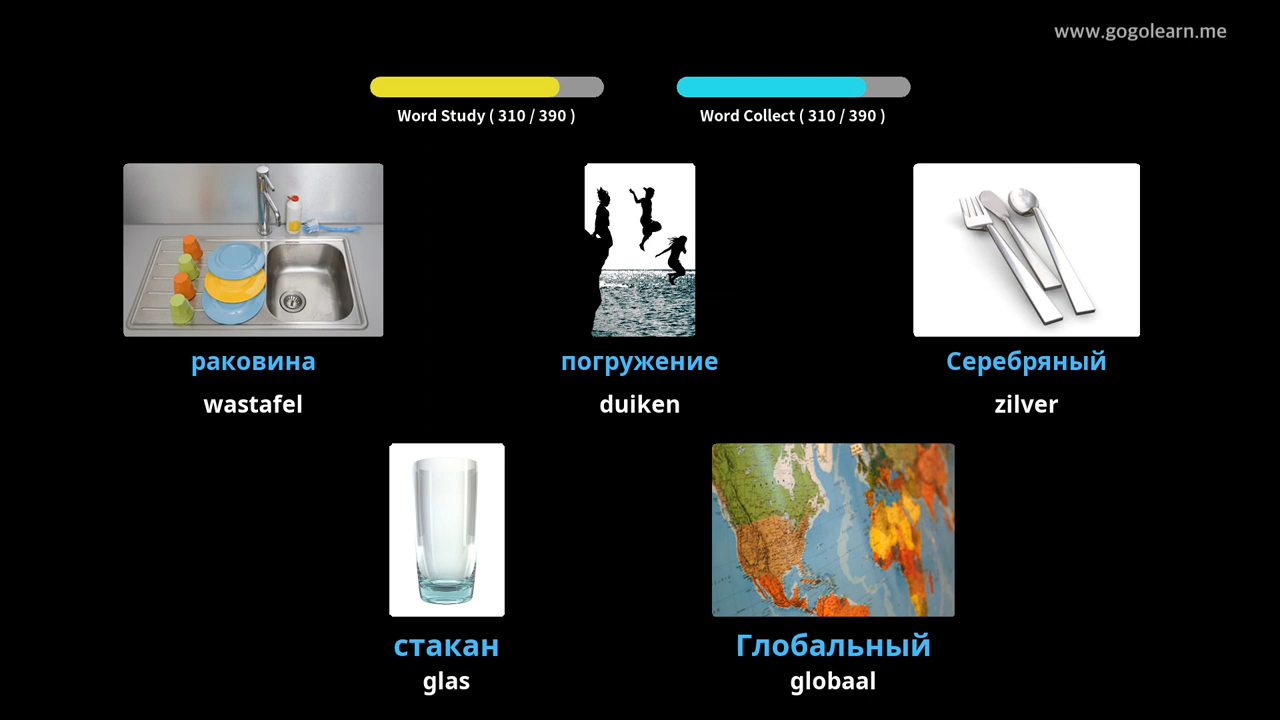 www.gogolearn.me
Word Study ( 310 / 390 )
Word Collect ( 310 / 390 )
раковина
wastafel
погружение
duiken
Серебряный
zilver
стакан
glas
Глобальный
globaal